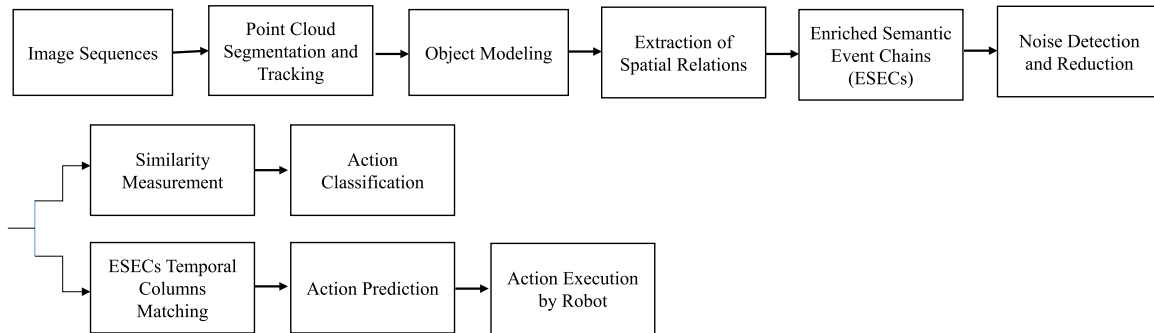 Image Sequences
Point Cloud
Segmentation and
Tracking
Object Modeling
Extraction of
Spatial Relations
Enriched Semantic
Event Chains
(ESECs)
Noise Detection
and Reduction
Similarity
Measurement
Action
Classification
ESECs Temporal
Columns
Matching
Action Prediction
Action Execution
by Robot